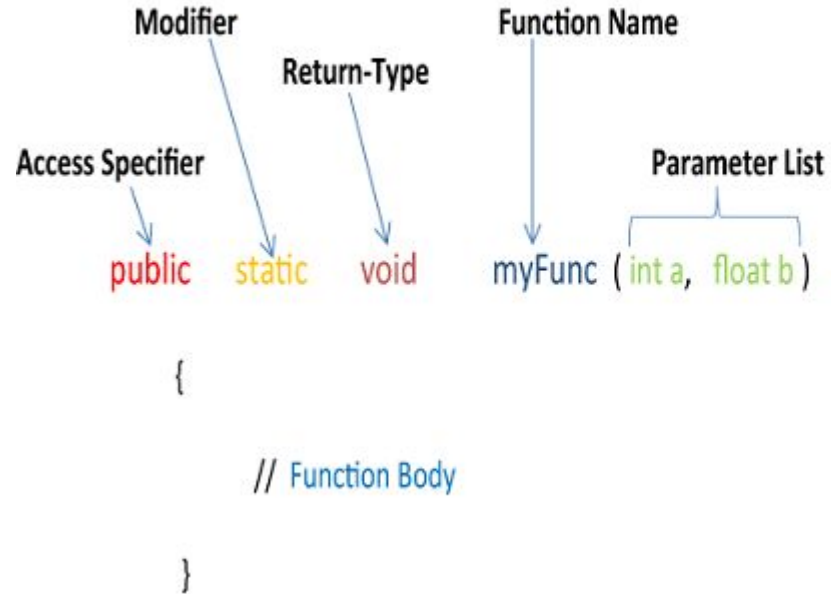 Modifier
Function Name
Return-Type
Access Specifier
Parameter List
public static void myFunc ( int a, float b )
{
// Function Body
}